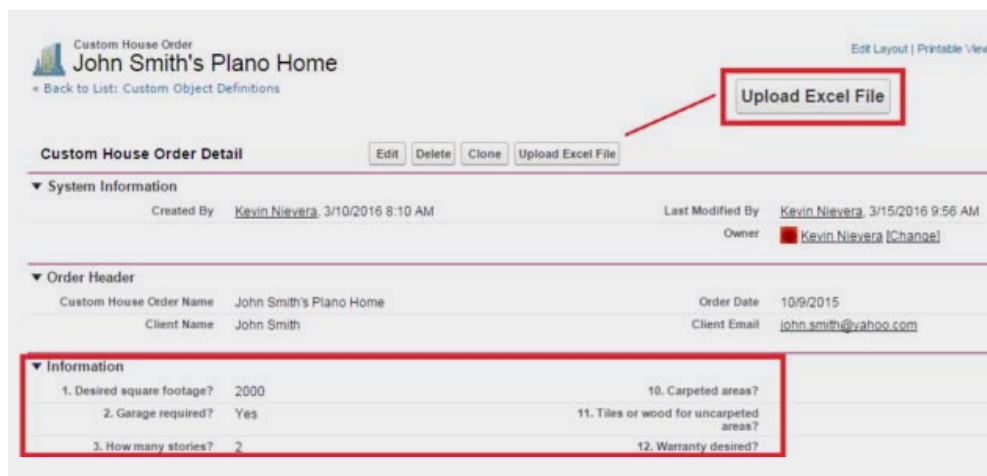 Custom House Order
John Smith's Plano Home
Edit Layout | Printable View
« Back to List: Custom Object Definitions
Upload Excel File
Custom House Order Detail
Edit Delete Clone Upload Excel File
System Information
Created By Kevin Nievera, 3/10/2016 8:10 AM Last Modified By Kevin Nievera, 3/15/2016 9:56 AM
Owner Kevin Nievera [Change]
Order Header
Custom House Order Name John Smith's Plano Home Order Date 10/9/2015
Client Name John Smith Client Email john.smith@yahoo.com
Information
1. Desired square footage? 2000 10. Carpeted areas?
2. Garage required? Yes 11. Tiles or wood for uncarpeted
areas?
3. How many stories? 2 12. Warranty desired?